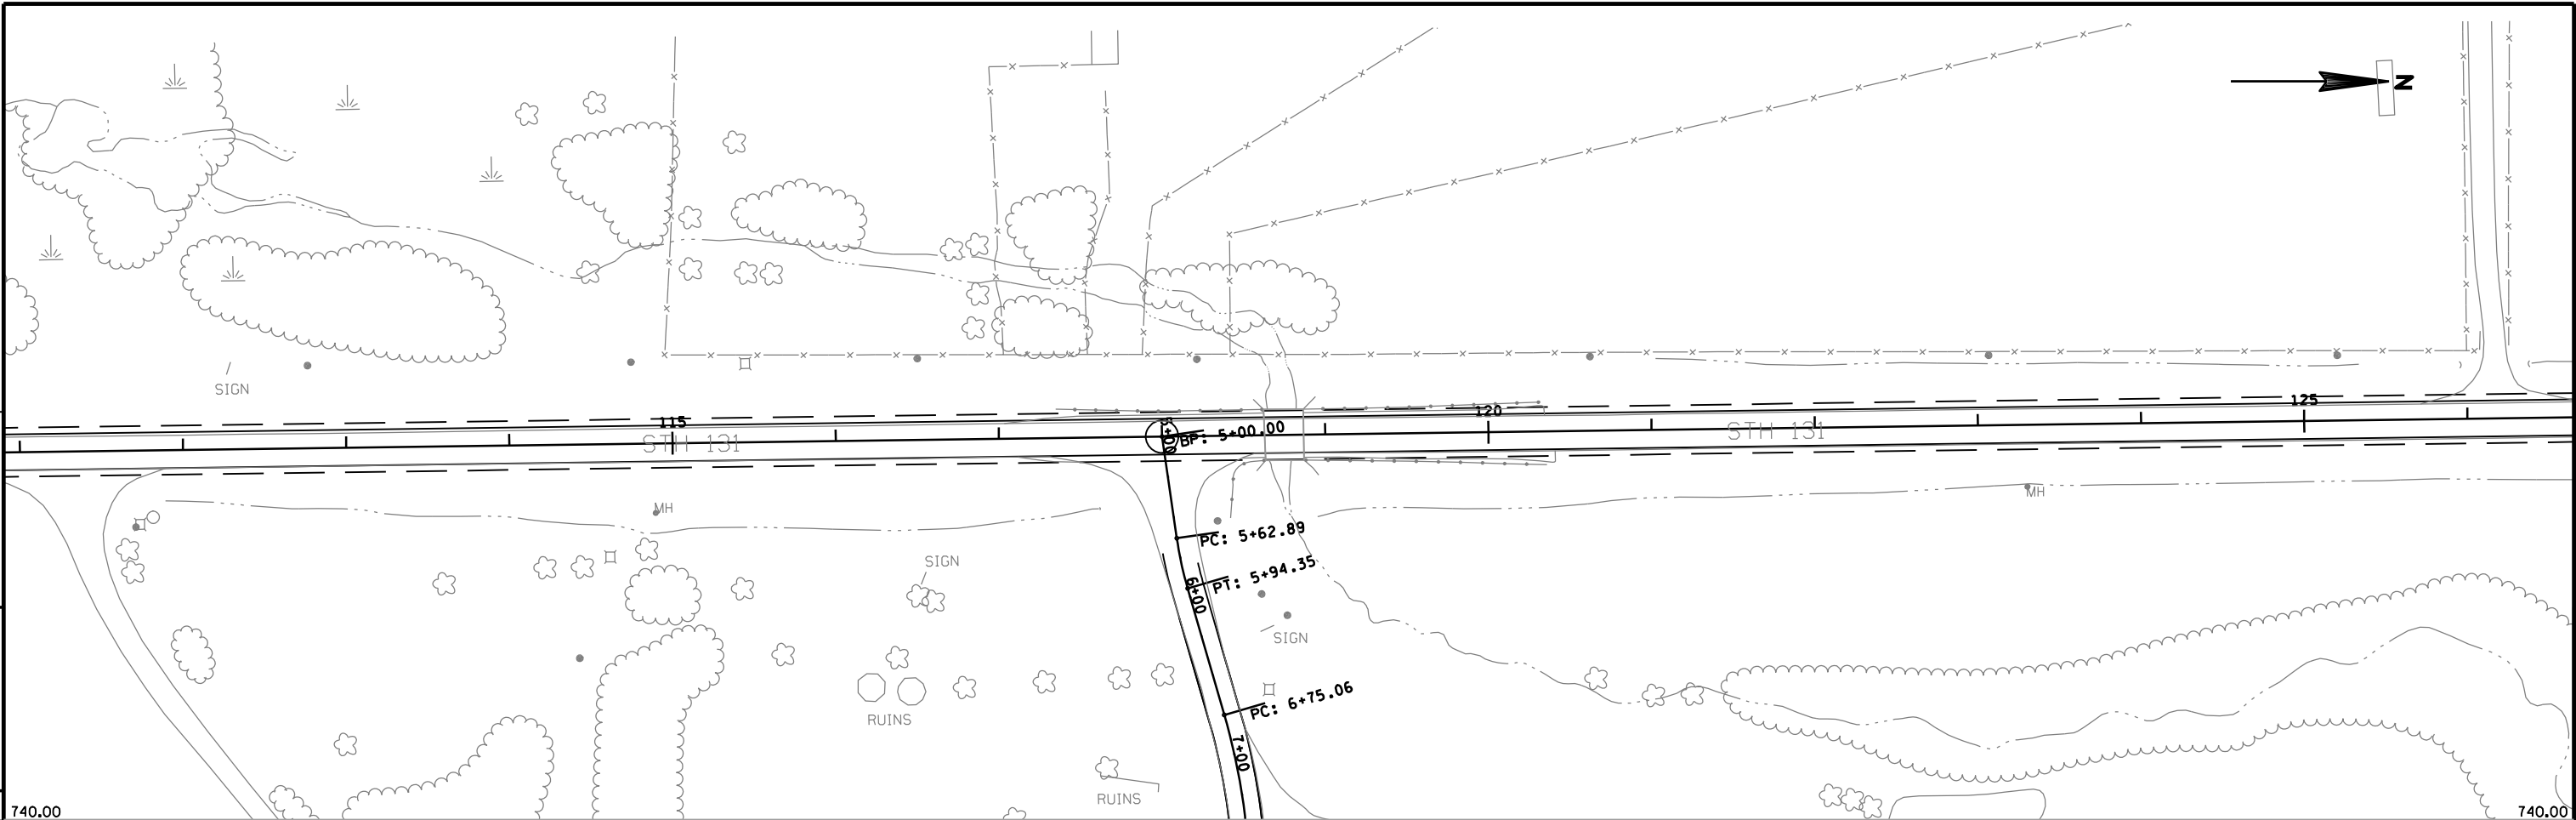 N
SIGN
115
120
125
STH 131
STH 131
5+00
BP: 5+00.00
MH
MH
PC: 5+62.89
SIGN
PT: 5+94.35
6+00
SIGN
PC: 6+75.06
RUINS
7+00
RUINS
740.00
740.00